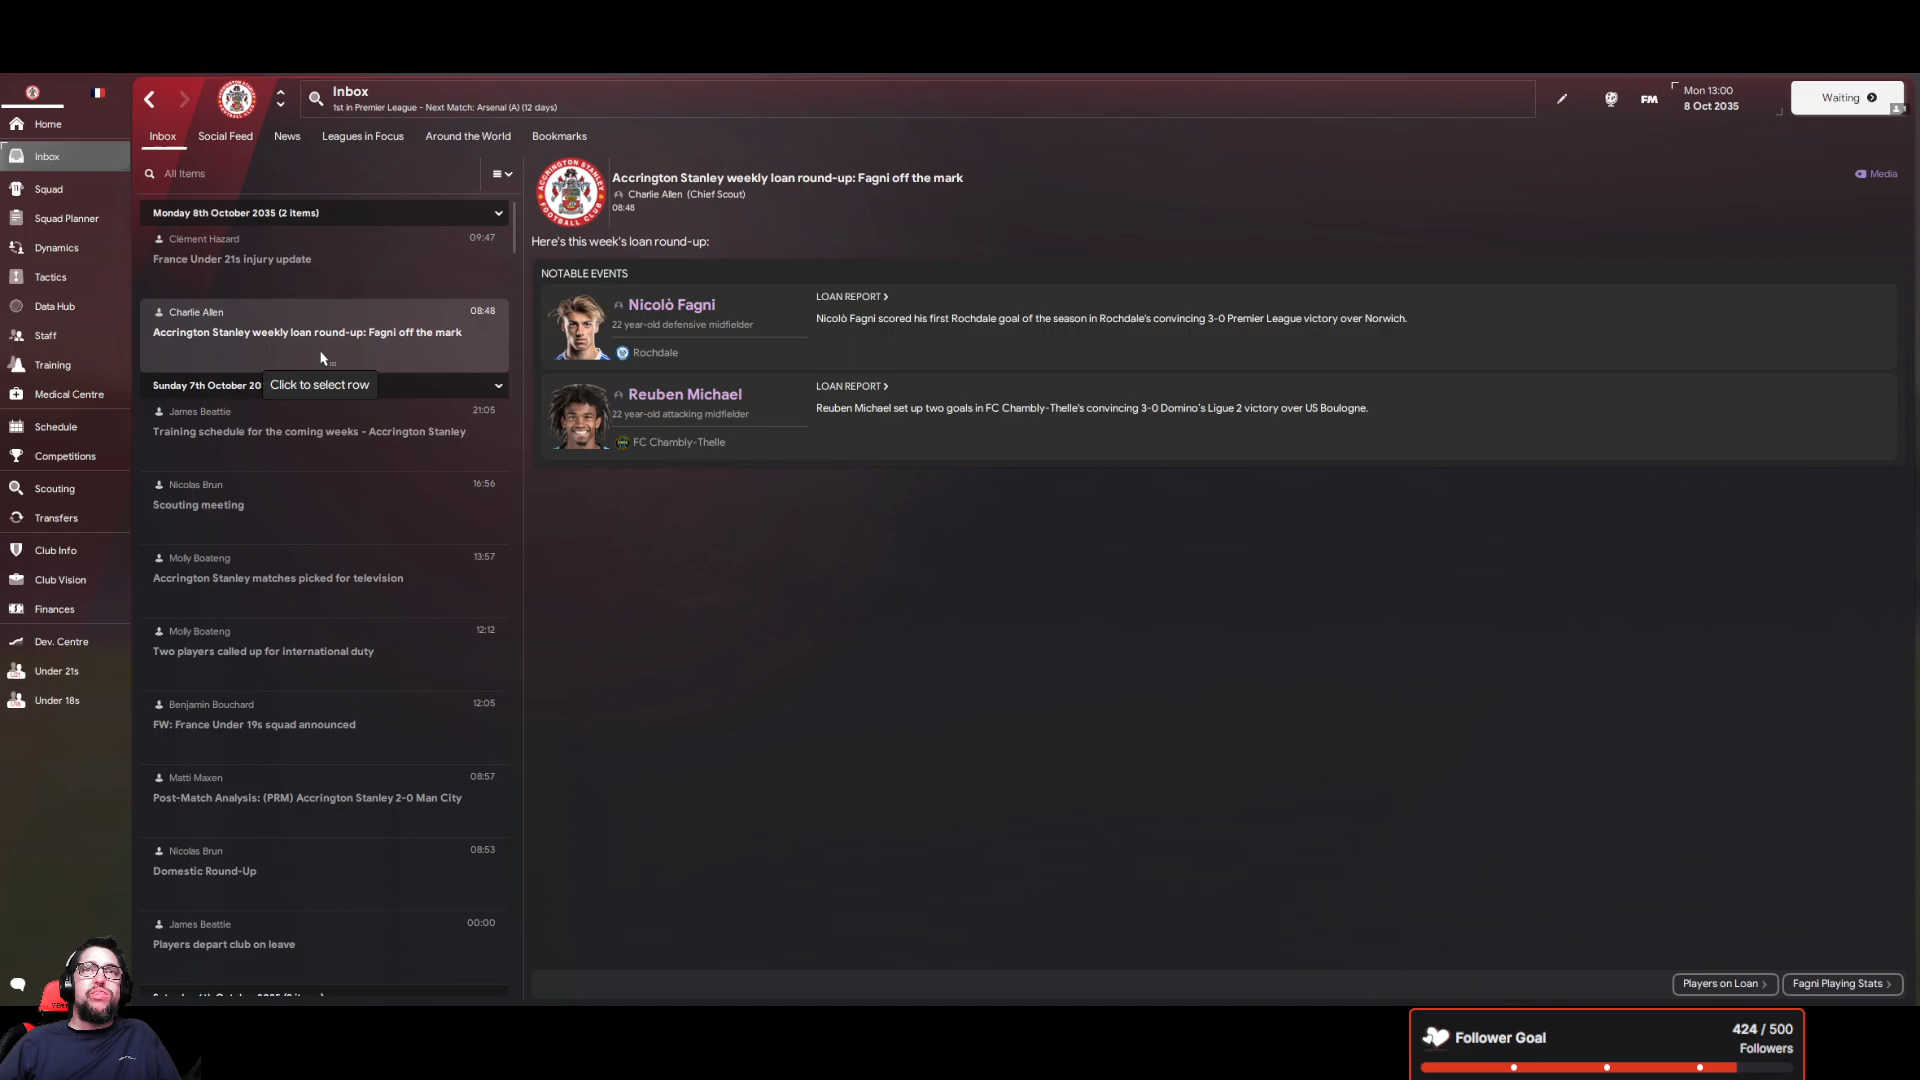 Inbox
1st in Premier League - Next Match: Arsenal (A) (12 days)
FM
Mon 13:00
8 Oct 2035
Waiting
Home
Inbox
Squad
Squad Planner
Dynamics
Tactics
Data Hub
Staff
Training
Medical Centre
Schedule
Competitions
Scouting
Transfers
Club Info
Club Vision
Finances
Dev. Centre
Under 21s
Under 18s
Inbox Social Feed News Leagues in Focus Around the World Bookmarks
All Items
Monday 8th October 2035 (2 items)
Clément Hazard 09:47
France Under 21s injury update
Charlie Allen 08:48
Accrington Stanley weekly loan round-up: Fagni off the mark
Sunday 7th October 20
Click to select row
James Beattie 21:05
Training schedule for the coming weeks - Accrington Stanley
Nicolas Brun 16:56
Scouting meeting
Molly Boateng 13:57
Accrington Stanley matches picked for television
Molly Boateng 12:12
Two players called up for international duty
Benjamin Bouchard 12:05
FW: France Under 19s squad announced
Matti Maxen 08:57
Post-Match Analysis: (PRM) Accrington Stanley 2-0 Man City
Nicolas Brun 08:53
Domestic Round-Up
James Beattie 00:00
Players depart club on leave
ACCRINGTON STANLEY
FOOTBALL CLUB
Accrington Stanley weekly loan round-up: Fagni off the mark
Charlie Allen (Chief Scout)
08:48
Media
Here's this week's loan round-up:
NOTABLE EVENTS
Nicolò Fagni
22 year-old defensive midfielder
Rochdale
LOAN REPORT
Nicolò Fagni scored his first Rochdale goal of the season in Rochdale's convincing 3-0 Premier League victory over Norwich.
Reuben Michael
22 year-old attacking midfielder
FC Chambly-Thelle
LOAN REPORT
Reuben Michael set up two goals in FC Chambly-Thelle's convincing 3-0 Domino's Ligue 2 victory over US Boulogne.
Players on Loan
Fagni Playing Stats
Follower Goal
424 / 500
Followers